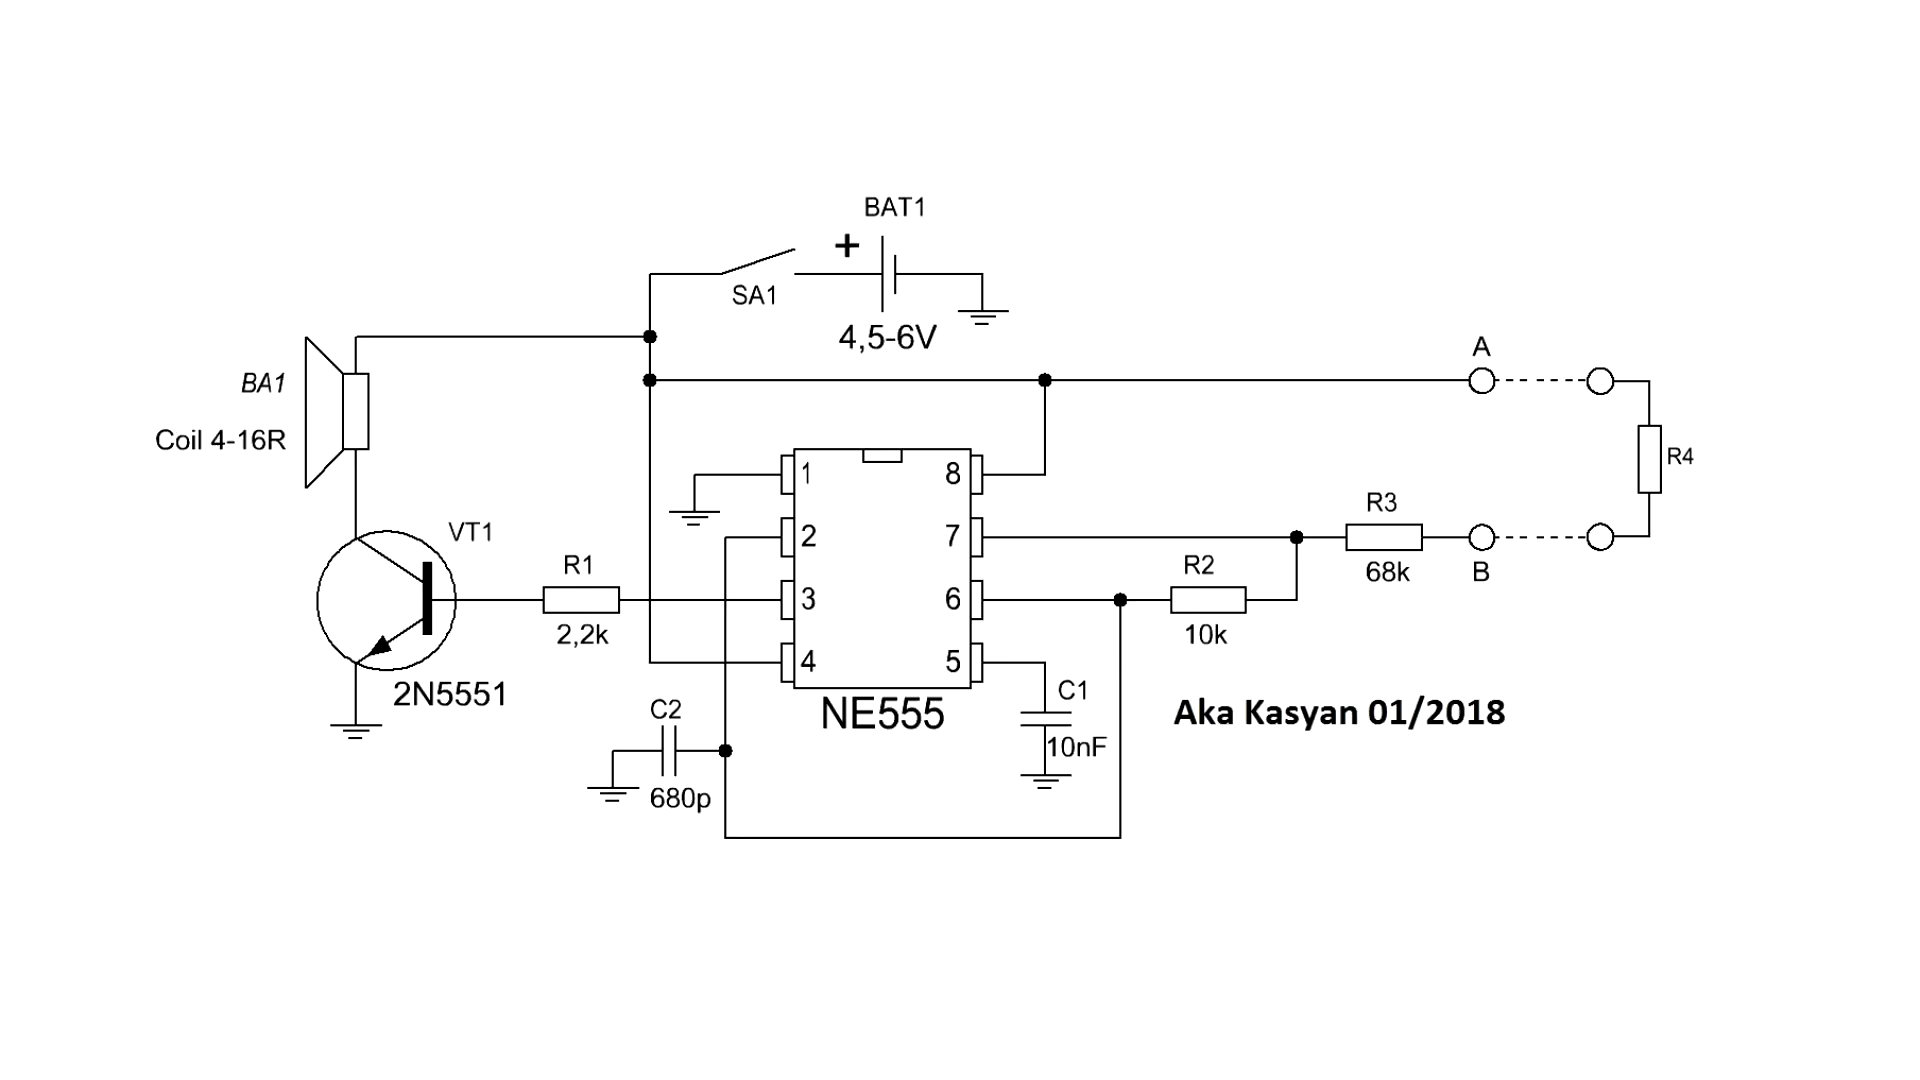 BAT1
+
SA1
4,5-6V
BA1
Coil 4-16R
A
R4
1
8
R3
VT1
2
7
68k
B
R1
R2
3
6
2,2k
10k
4
5
2N5551
C2
NE555
C1
Aka Kasyan 01/2018
10nF
680p